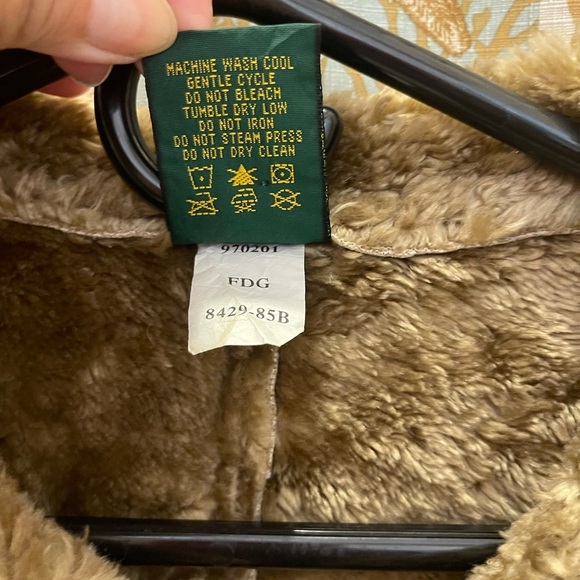 MACHINE WASH COOL
GENTLE CYCLE
DO NOT BLEACH
TUMBLE DRY LOW
DO NOT IRON
DO NOT STEAM PRESS
DO NOT DRY CLEAN
970201
FDG
8429-85B